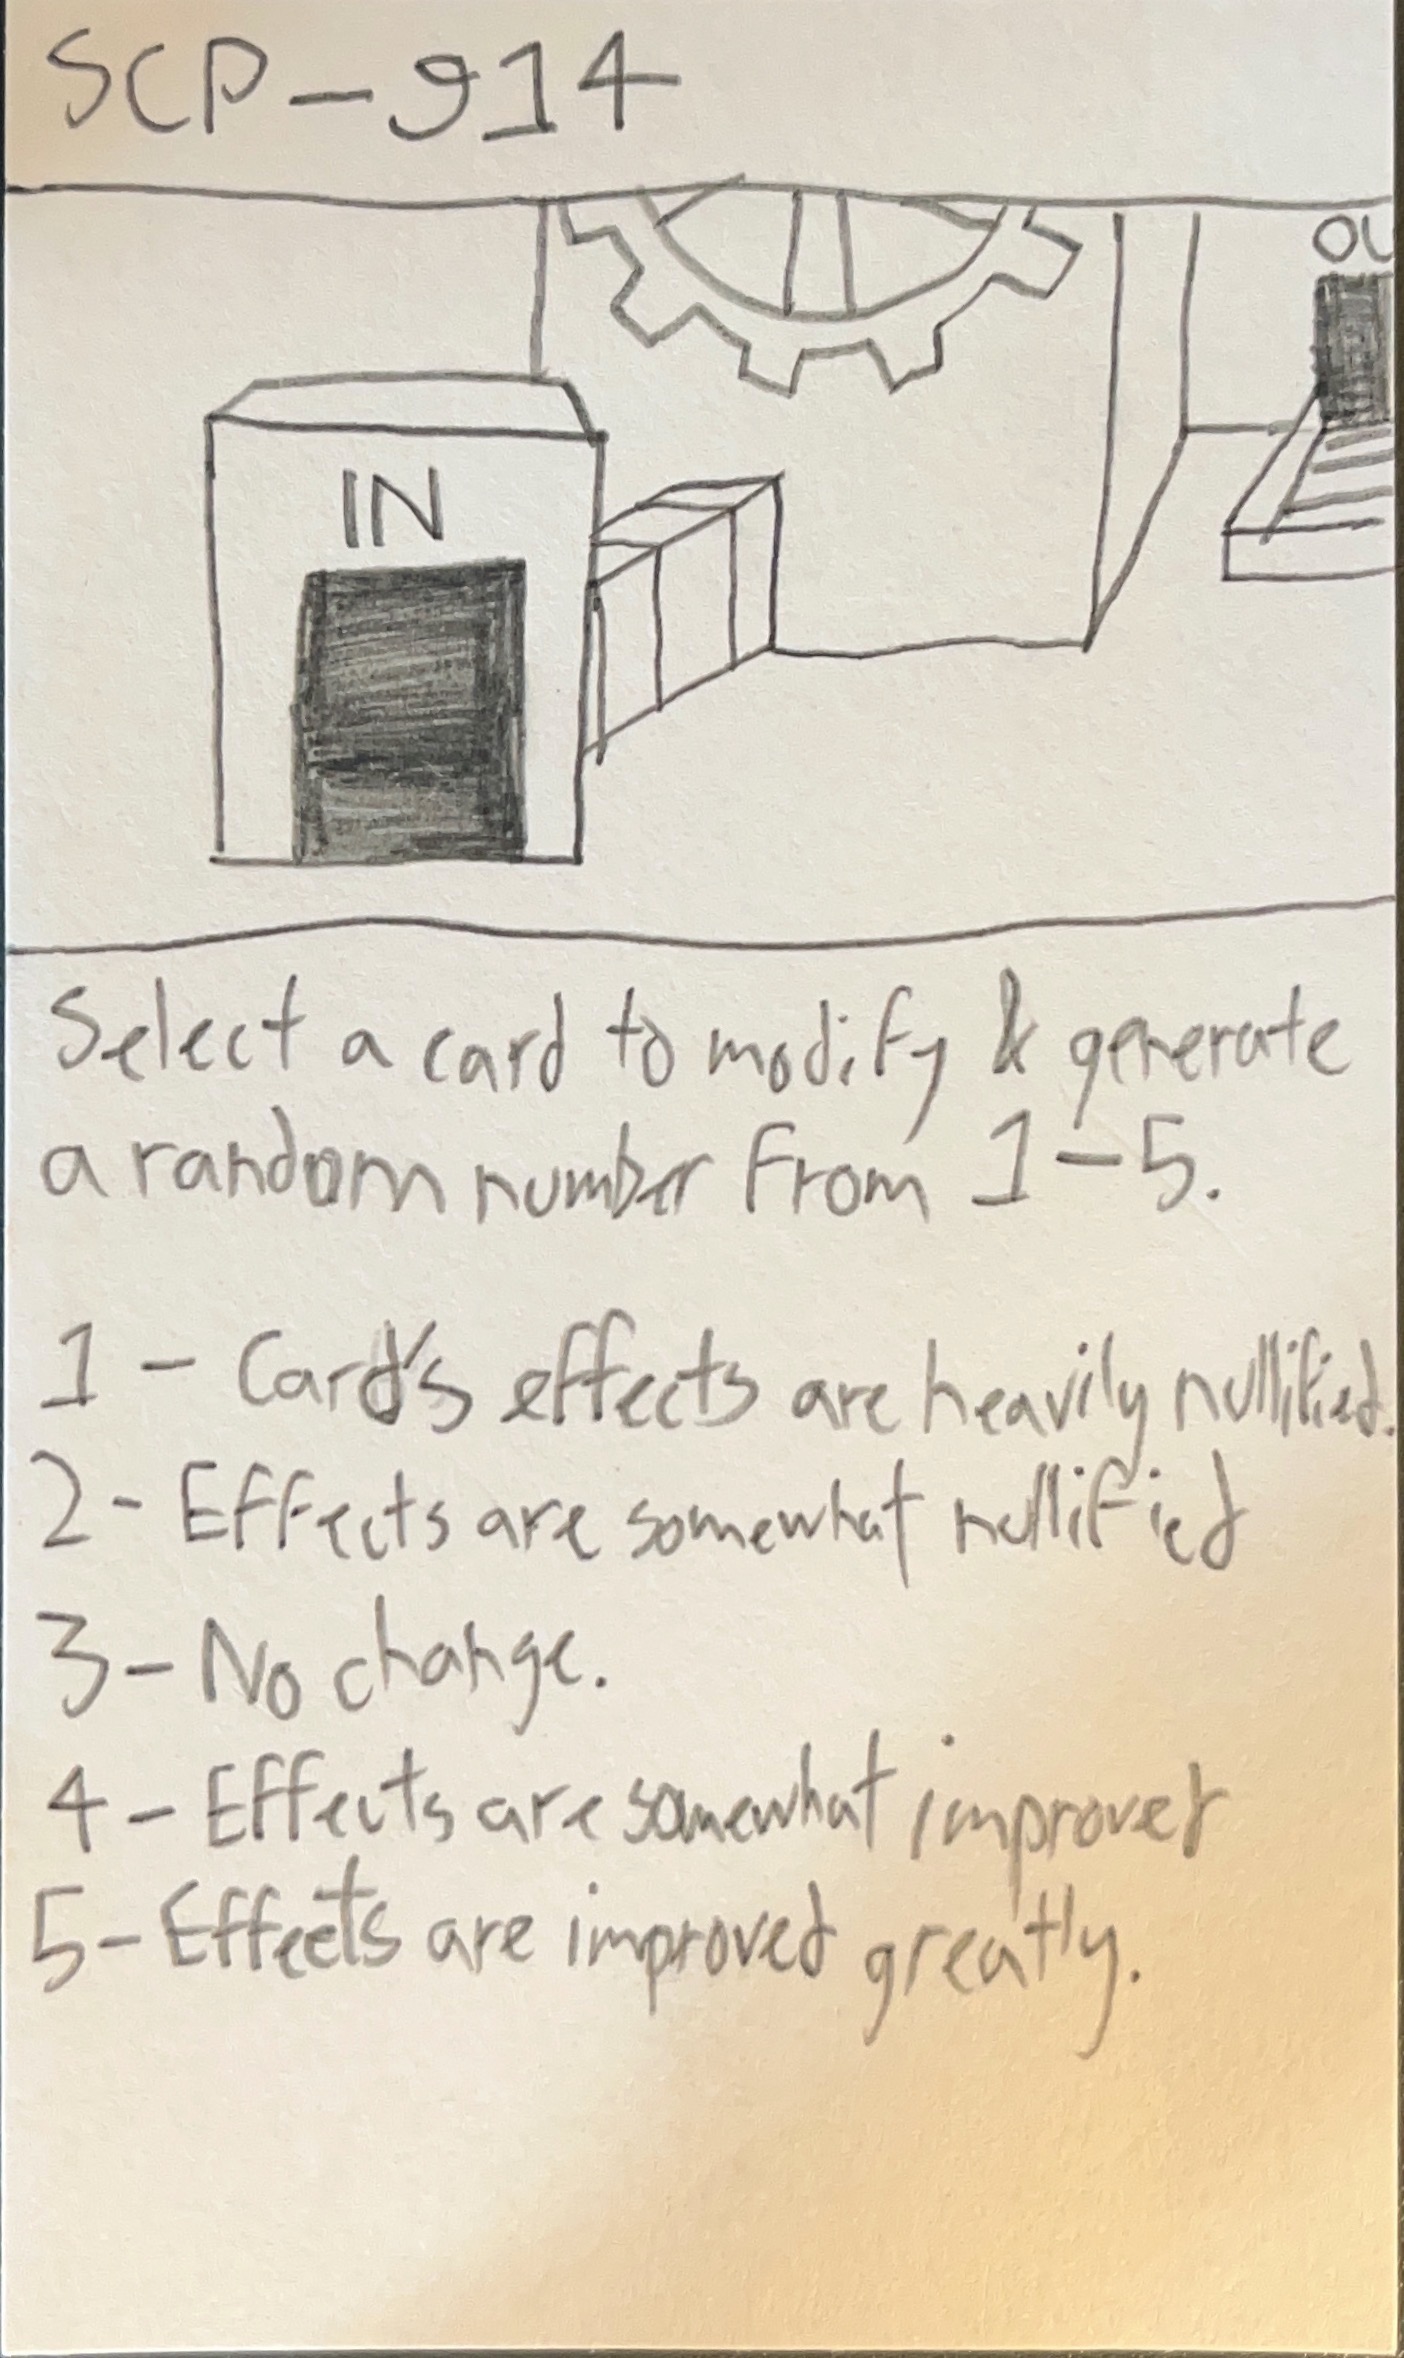 SCP-914
OU
IN
Select a card to modify & generate
a random number from 1-5.
1 - Card's effects are heavily nullified.
2 - Effects are somewhat nullified
3 - No change.
4 - Effects are somewhat improved
5 - Effects are improved greatly.